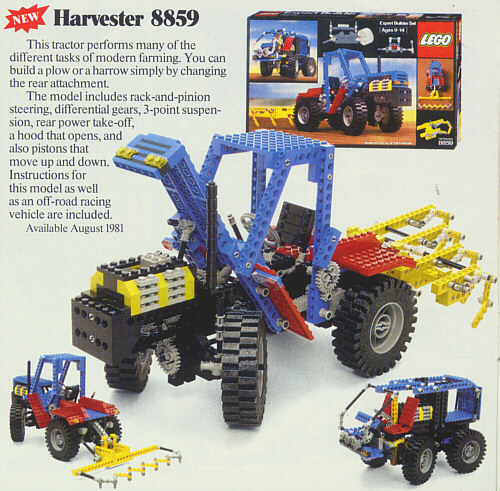 NEW
Harvester 8859
This tractor performs many of the
different tasks of modern farming. You can
build a plow or a harrow simply by changing
the rear attachment.
The model includes rack-and-pinion
steering, differential gears, 3-point suspen-
sion, rear power take-off,
a hood that opens, and
also pistons that
move up and down.
Instructions for
this model as well
as an off-road racing
vehicle are included.
Available August 1981
Expert Builder Set
Ages 9-14
LEGO
8859